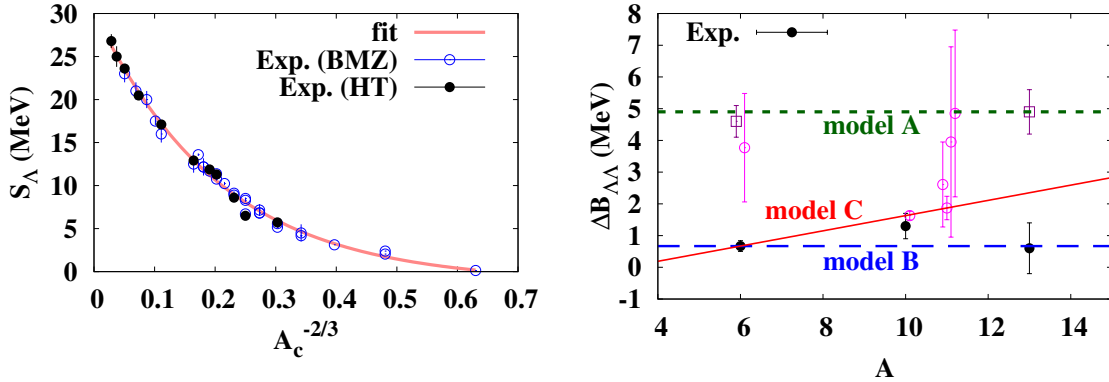 30
25
20
15
10
5
0
S_Λ (MeV)
fit
Exp. (BMZ)
Exp. (HT)
0 0.1 0.2 0.3 0.4 0.5 0.6 0.7
A_c^{-2/3}
8
7
6
5
4
3
2
1
0
-1
ΔB_{ΛΛ} (MeV)
Exp.
model A
model C
model B
4 6 8 10 12 14
A